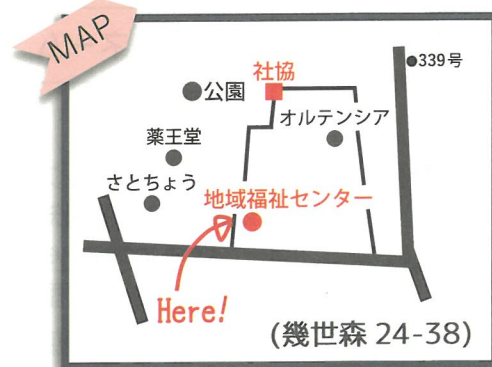 MAP
●339号
社協
●公園
オルテンシア
薬王堂
さとちょう
地域福祉センター
Here!
(幾世森 24-38)